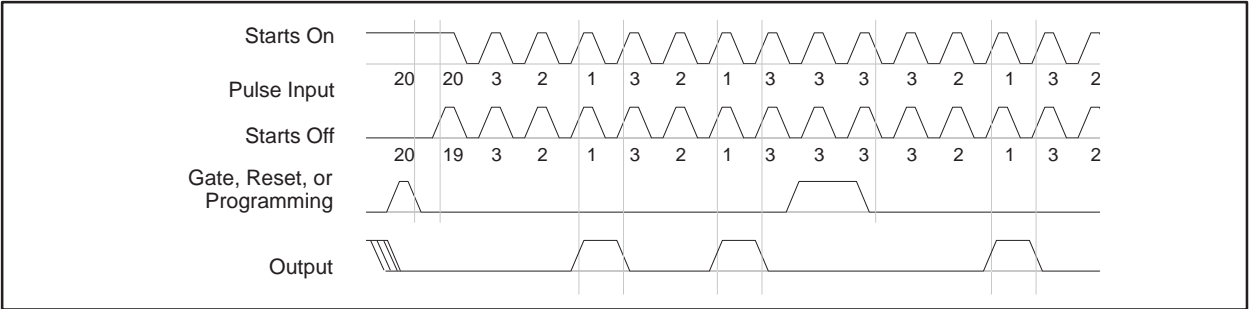 Starts On
20 20 3 2 1 3 2 1 3 3 3 3 2 1 3 2
Pulse Input
Starts Off
20 19 3 2 1 3 2 1 3 3 3 3 2 1 3 2
Gate, Reset, or
Programming
Output